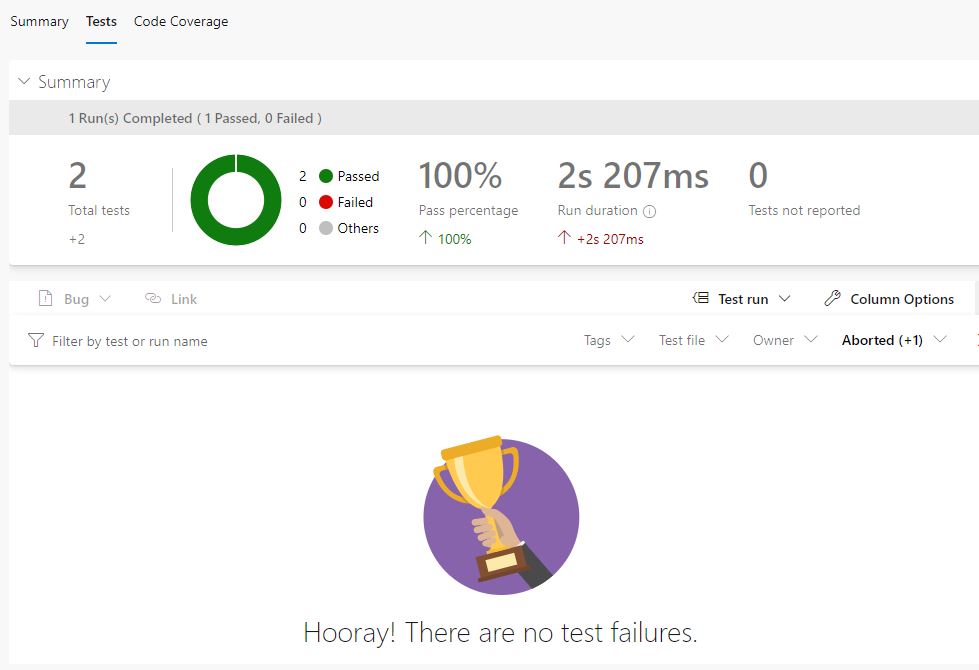 Summary Tests Code Coverage
Summary
1 Run(s) Completed ( 1 Passed, 0 Failed )
2
Total tests
+2
2 Passed
0 Failed
0 Others
100%
Pass percentage
100%
2s 207ms
Run duration
+2s 207ms
0
Tests not reported
Bug Link Test run Column Options
Filter by test or run name Tags Test file Owner Aborted (+1)
Hooray! There are no test failures.